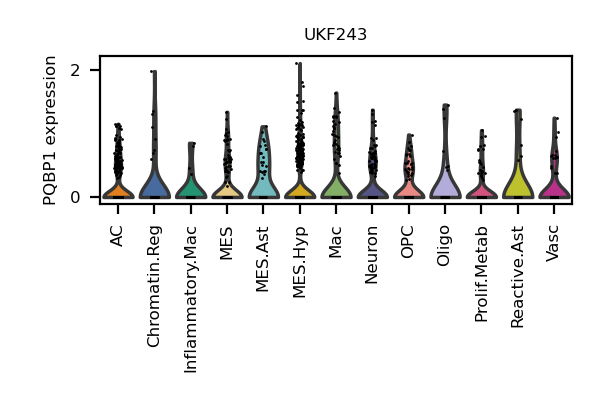 UKF243
PQBP1 expression
2
0
AC
Chromatin.Reg
Inflammatory.Mac
MES
MES.Ast
MES.Hyp
Mac
Neuron
OPC
Oligo
Prolif.Metab
Reactive.Ast
Vasc